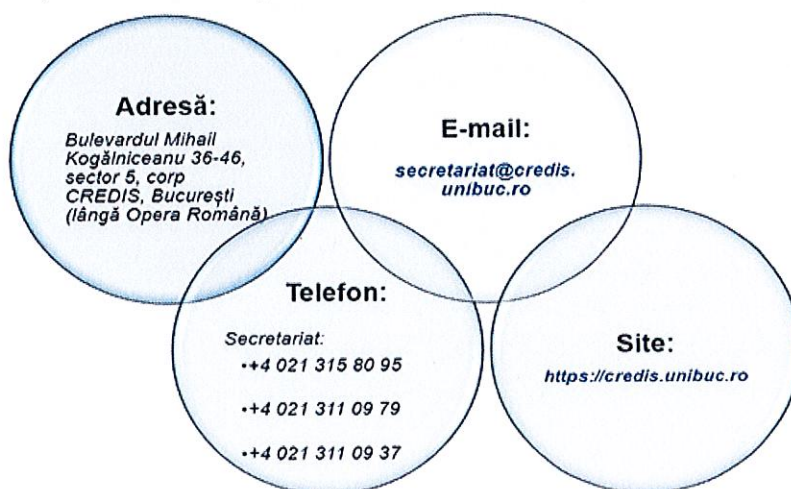 Adresă:
Bulevardul Mihail
Kogălniceanu 36-46,
sector 5, corp
CREDIS, București
(lângă Opera Română)
E-mail:
secretariat@credis.
unibuc.ro
Telefon:
Secretariat:
•+4 021 315 80 95
•+4 021 311 09 79
•+4 021 311 09 37
Site:
https://credis.unibuc.ro